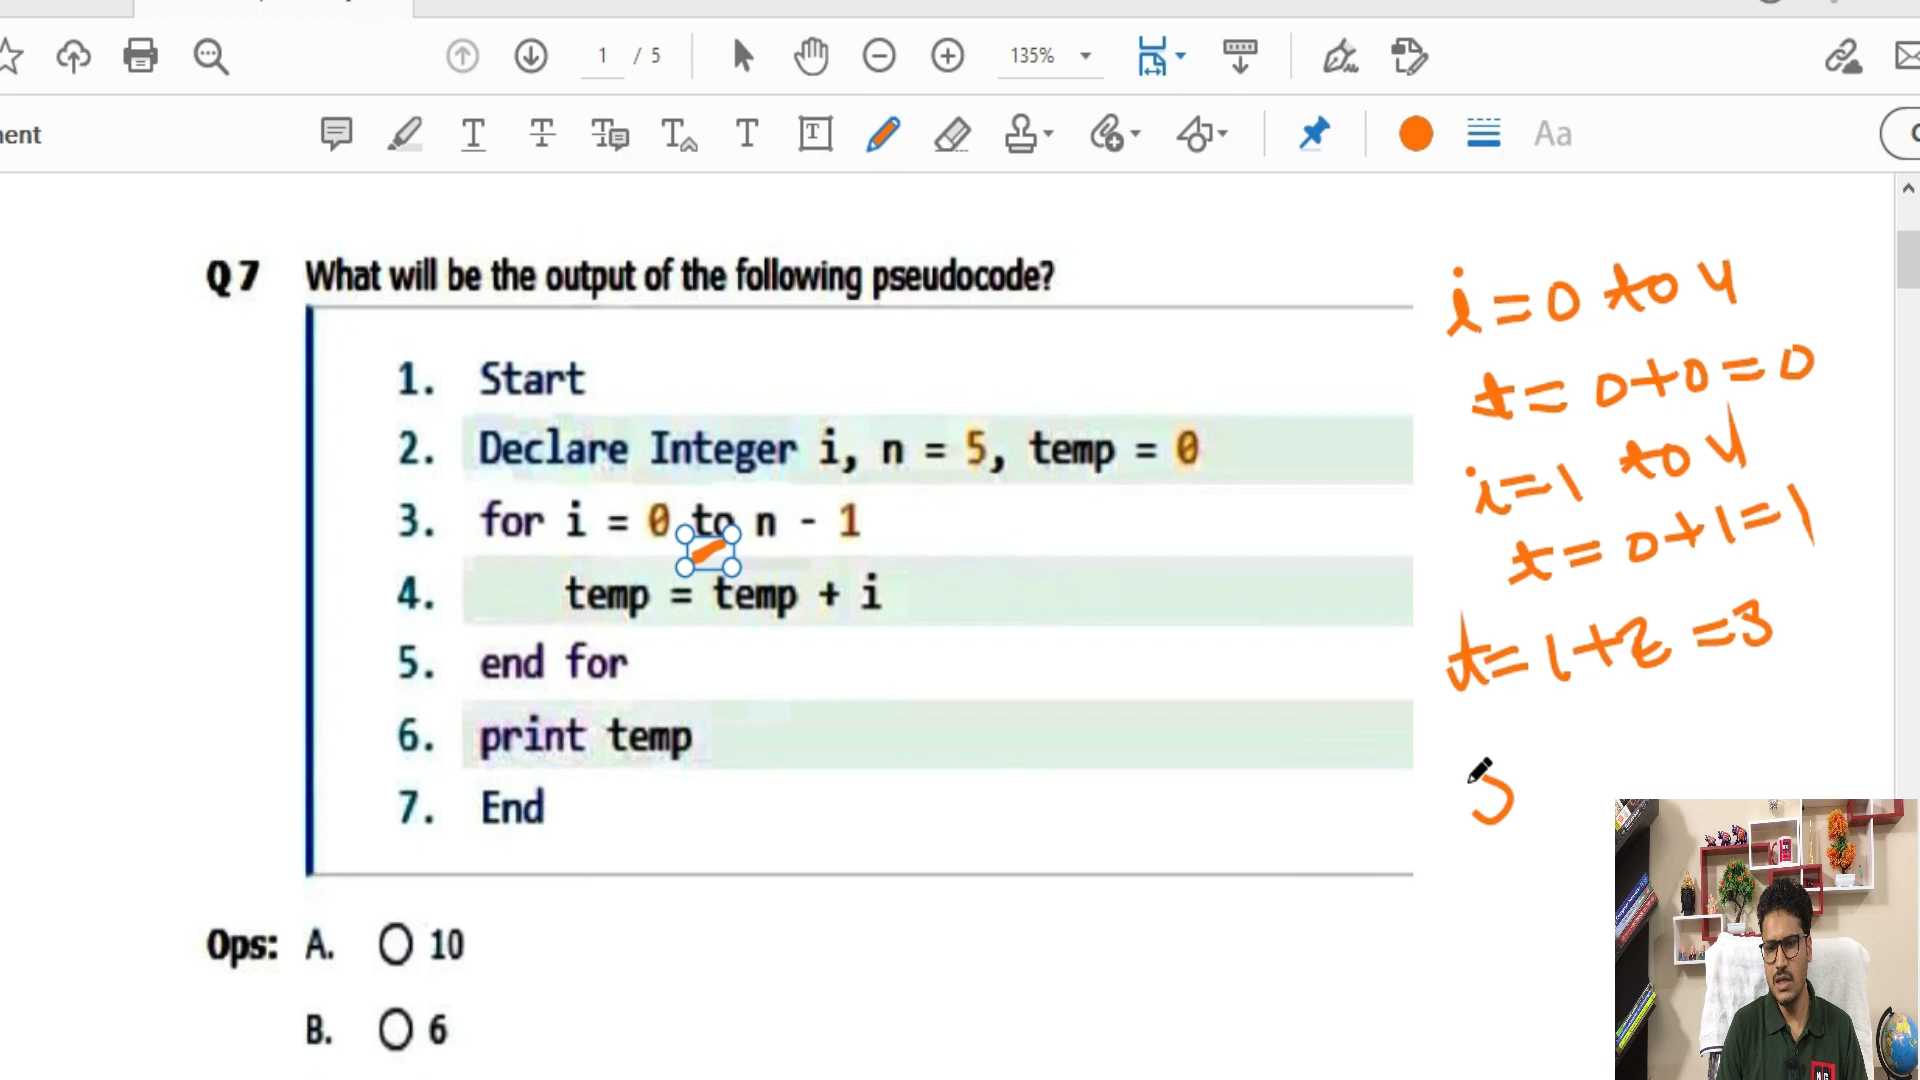 1 / 5
135%
ent
Aa
Q 7 What will be the output of the following pseudocode?
1. Start
2. Declare Integer i, n = 5, temp = 0
3. for i = 0 to n - 1
4. temp = temp + i
5. end for
6. print temp
7. End
Ops: A. 10
B. 6
i = 0 to 4
t = 0+0 = 0
i=1 to 4
t = 0+1=1
t= 1+2 =3